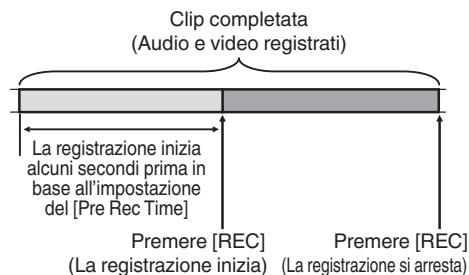 Clip completata
(Audio e video registrati)
La registrazione inizia
alcuni secondi prima in
base all'impostazione
del [Pre Rec Time]
Premere [REC]
(La registrazione inizia)
Premere [REC]
(La registrazione si arresta)